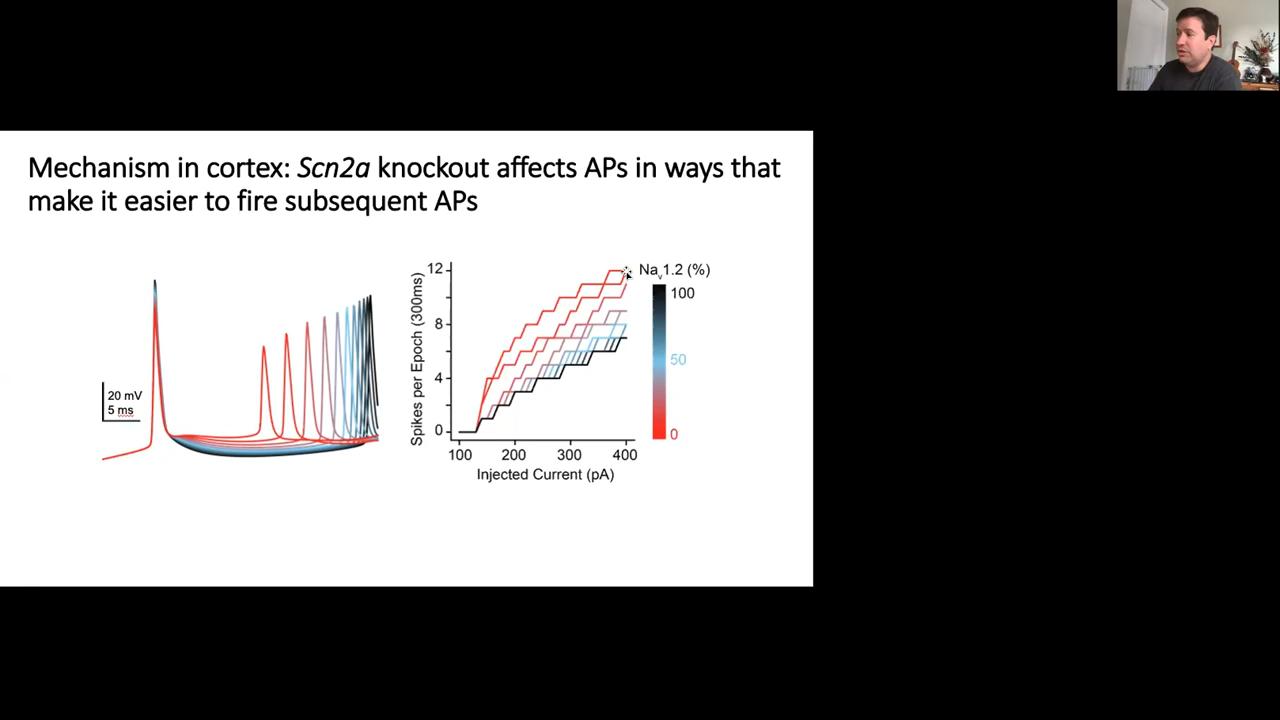 Mechanism in cortex: Scn2a knockout affects APs in ways that
make it easier to fire subsequent APs
20 mV
5 ms
Spikes per Epoch (300ms)
12
8
4
0
100 200 300 400
Injected Current (pA)
Nav1.2 (%)
100
50
0